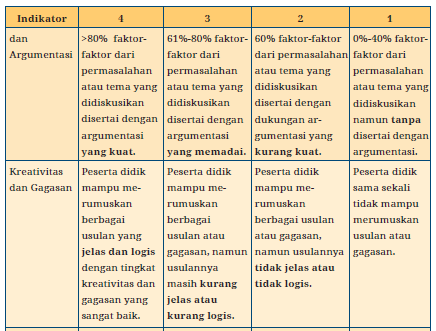 Indikator 4 3 2 1
dan
Argumentasi
>80% faktor-
faktor dari
permasalahan
atau tema yang
didiskusikan
disertai dengan
argumentasi
yang kuat.
61%-80% faktor-
faktor dari
permasalahan
atau tema yang
didiskusikan
disertai dengan
argumentasi
yang memadai.
60% faktor-faktor
dari permasalahan
atau tema yang
didiskusikan
disertai dengan
dukungan ar-
gumentasi yang
kurang kuat.
0%-40% faktor-
faktor dari
permasalahan
atau tema yang
didiskusikan
namun tanpa
disertai dengan
argumentasi.
Kreativitas
dan Gagasan
Peserta didik
mampu me-
rumuskan
berbagai
usulan yang
jelas dan logis
dengan tingkat
kreativitas dan
gagasan yang
sangat baik.
Peserta didik
mampu me-
rumuskan
berbagai
usulan atau
gagasan, namun
usulannya
masih kurang
jelas atau
kurang logis.
Peserta didik
mampu me-
rumuskan
berbagai usulan
atau gagasan,
namun usulannya
tidak jelas atau
tidak logis.
Peserta didik
sama sekali
tidak mampu
merumuskan
usulan atau
gagasan.